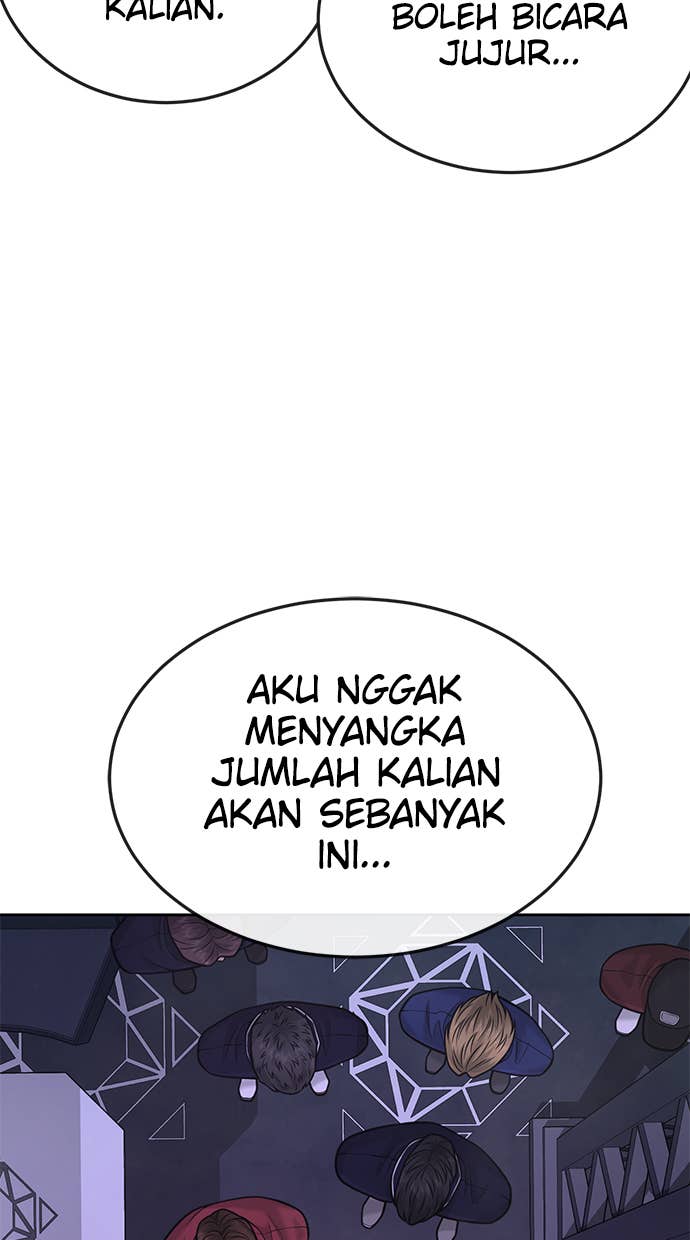 KALIAN.
BOLEH BICARA
JUJUR...
AKU NGGAK
MENYANGKA
JUMLAH KALIAN
AKAN SEBANYAK
INI...